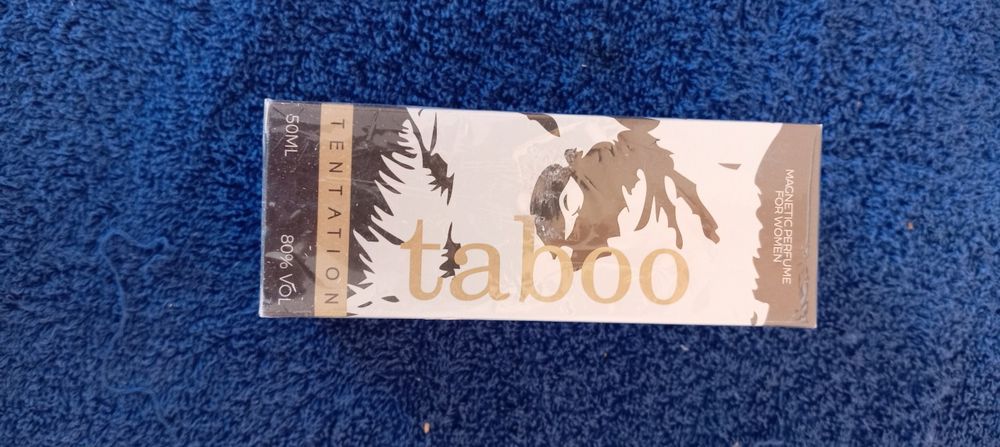 taboo
MAGNETIC PERFUME
FOR WOMEN
TENTATION
50ML
80% VOL